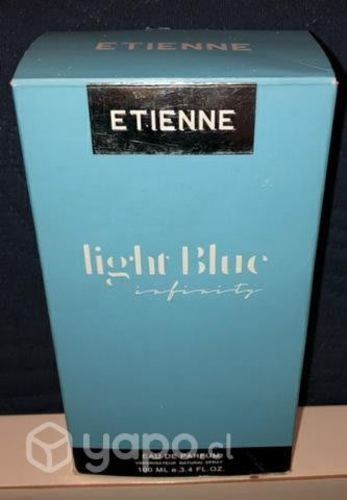 ETIENNE
ETIENNE
light Blue
infinity
EAU DE PARFUM
VAPORISATEUR NATURAL SPRAY
100 ML e 3.4 FL.OZ.
yapo.cl